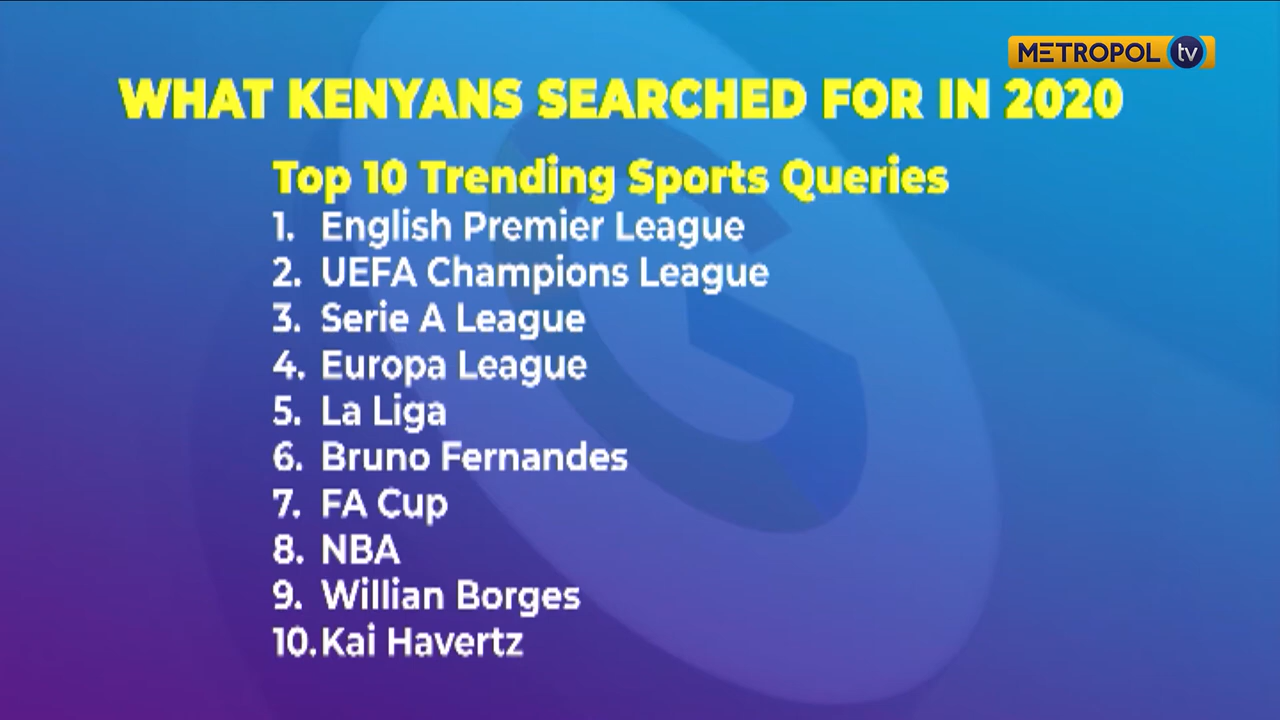 METROPOL tv
WHAT KENYANS SEARCHED FOR IN 2020
Top 10 Trending Sports Queries
1. English Premier League
2. UEFA Champions League
3. Serie A League
4. Europa League
5. La Liga
6. Bruno Fernandes
7. FA Cup
8. NBA
9. Willian Borges
10. Kai Havertz